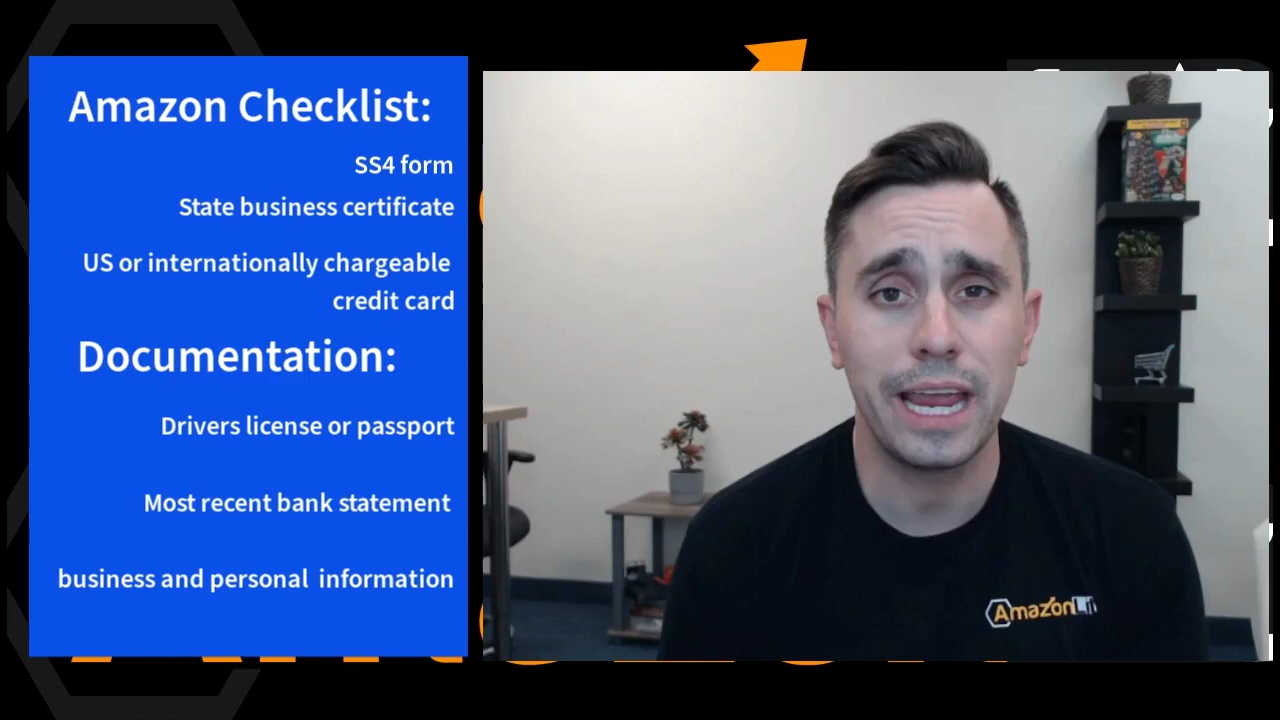 Amazon Checklist:
SS4 form
State business certificate
US or internationally chargeable
credit card
Documentation:
Drivers license or passport
Most recent bank statement
business and personal information